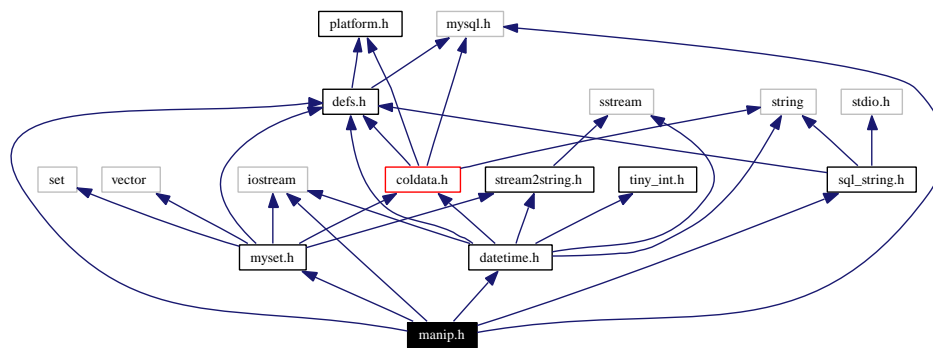 platform.h
mysql.h
defs.h
sstream
string
stdio.h
set
vector
iostream
coldata.h
stream2string.h
tiny_int.h
sql_string.h
myset.h
datetime.h
manip.h